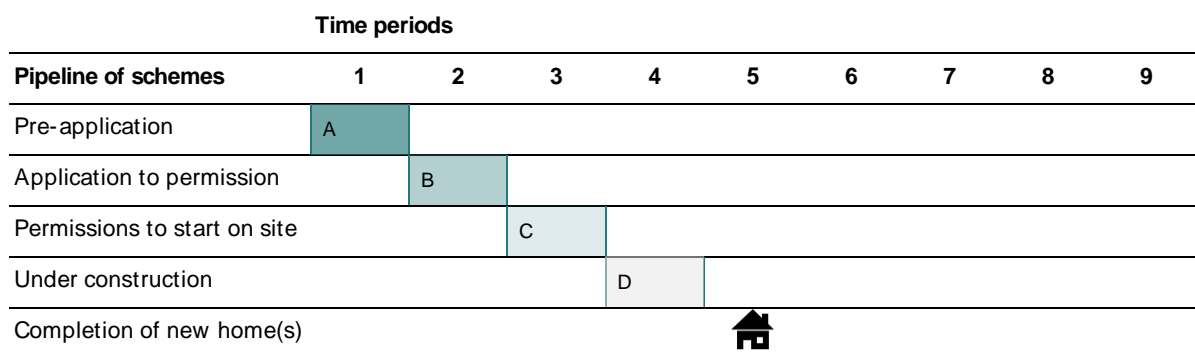 Time periods
Pipeline of schemes 1 2 3 4 5 6 7 8 9
Pre-application A
Application to permission B
Permissions to start on site C
Under construction D
Completion of new home(s)